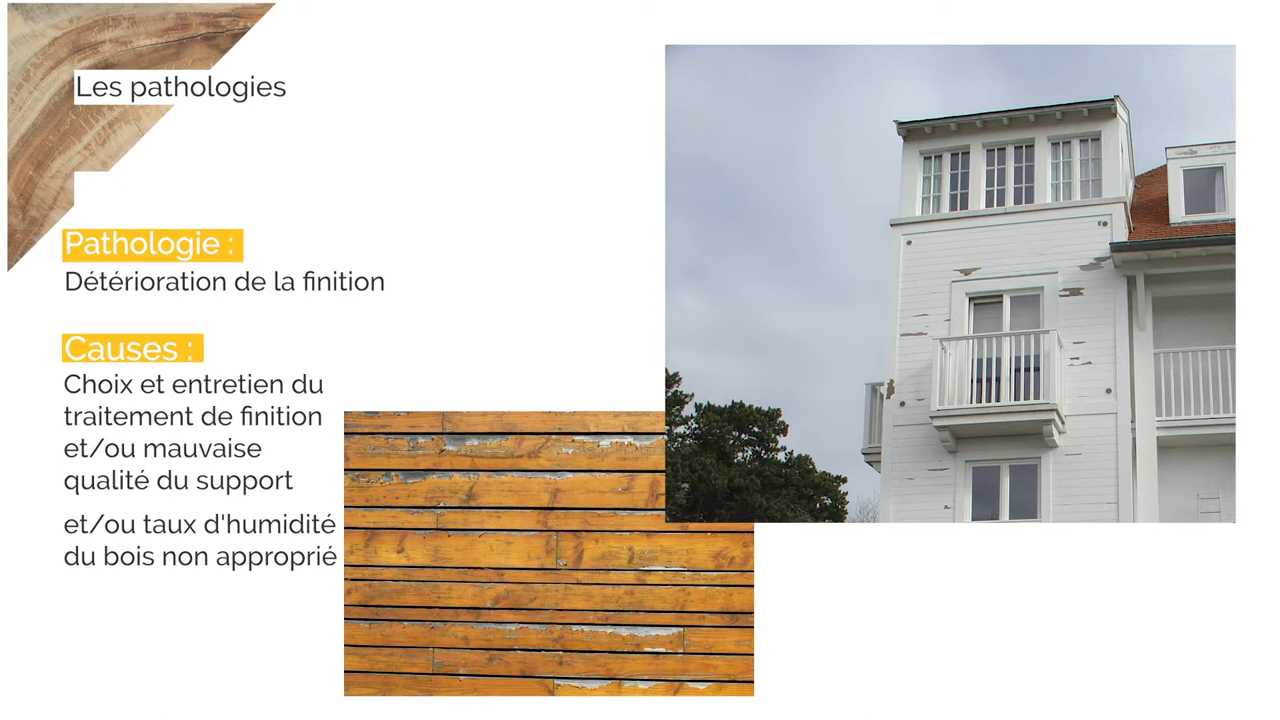 Les pathologies
Pathologie :
Détérioration de la finition
Causes :
Choix et entretien du
traitement de finition
et/ou mauvaise
qualité du support
et/ou taux d'humidité
du bois non approprié